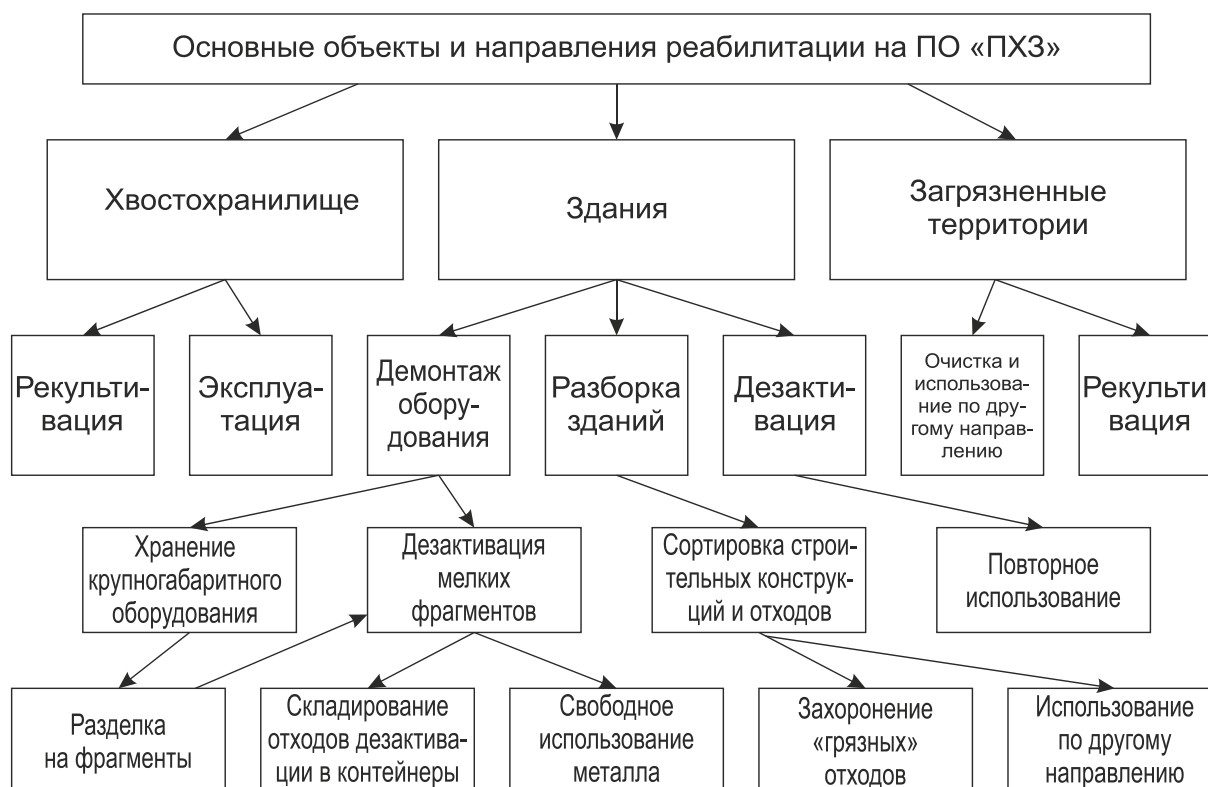 Основные объекты и направления реабилитации на ПО «ПХЗ»
Хвостохранилище
Здания
Загрязненные
территории
Рекульти-
вация
Эксплуа-
тация
Демонтаж
обору-
дования
Разборка
зданий
Дезакти-
вация
Очистка и
использова-
ние по дру-
гому направ-
лению
Рекульти
вация
Хранение
крупногабаритного
оборудования
Дезактивация
мелких
фрагментов
Сортировка строи-
тельных конструк-
ций и отходов
Повторное
использование
Разделка
на фрагменты
Складирование
отходов дезактива-
ции в контейнеры
Свободное
использование
металла
Захоронение
«грязных»
отходов
Использование
по другому
направлению